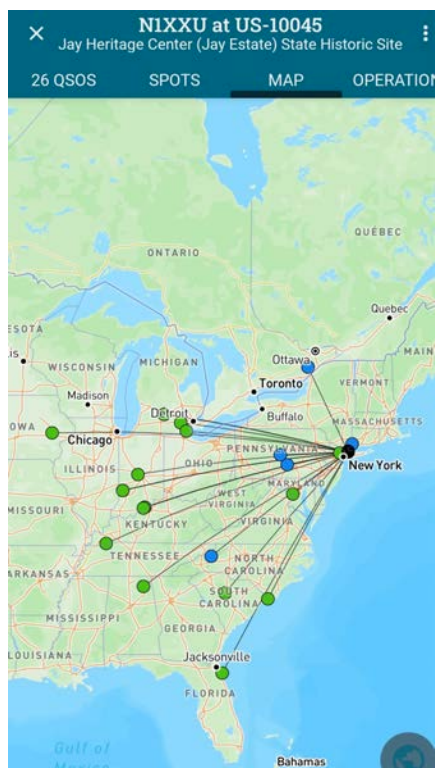 N1XXU at US-10045
Jay Heritage Center (Jay Estate) State Historic Site
26 QSOS SPOTS MAP OPERATION
QUÉBEC
ONTARIO
Quebec
ESOTA
Ottawa
MAIN
is
WISCONSIN
MICHIGAN
Toronto
VERMONT
Madison
Buffalo
MASSACHUSETTS
Detroit
OWA
Chicago
PENNSYLVANIA
New York
ILLINOIS
OHIO
MARYLAND
WEST
VIRGINIA
MISSOURI
KENTUCKY
VIRGINIA
TENNESSEE
NORTH
CAROLINA
ARKANSAS
SOUTH
CAROLINA
MISSISSIPPI
GEORGIA
LOUISIANA
Jacksonville
FLORIDA
Gulf of
Bahamas